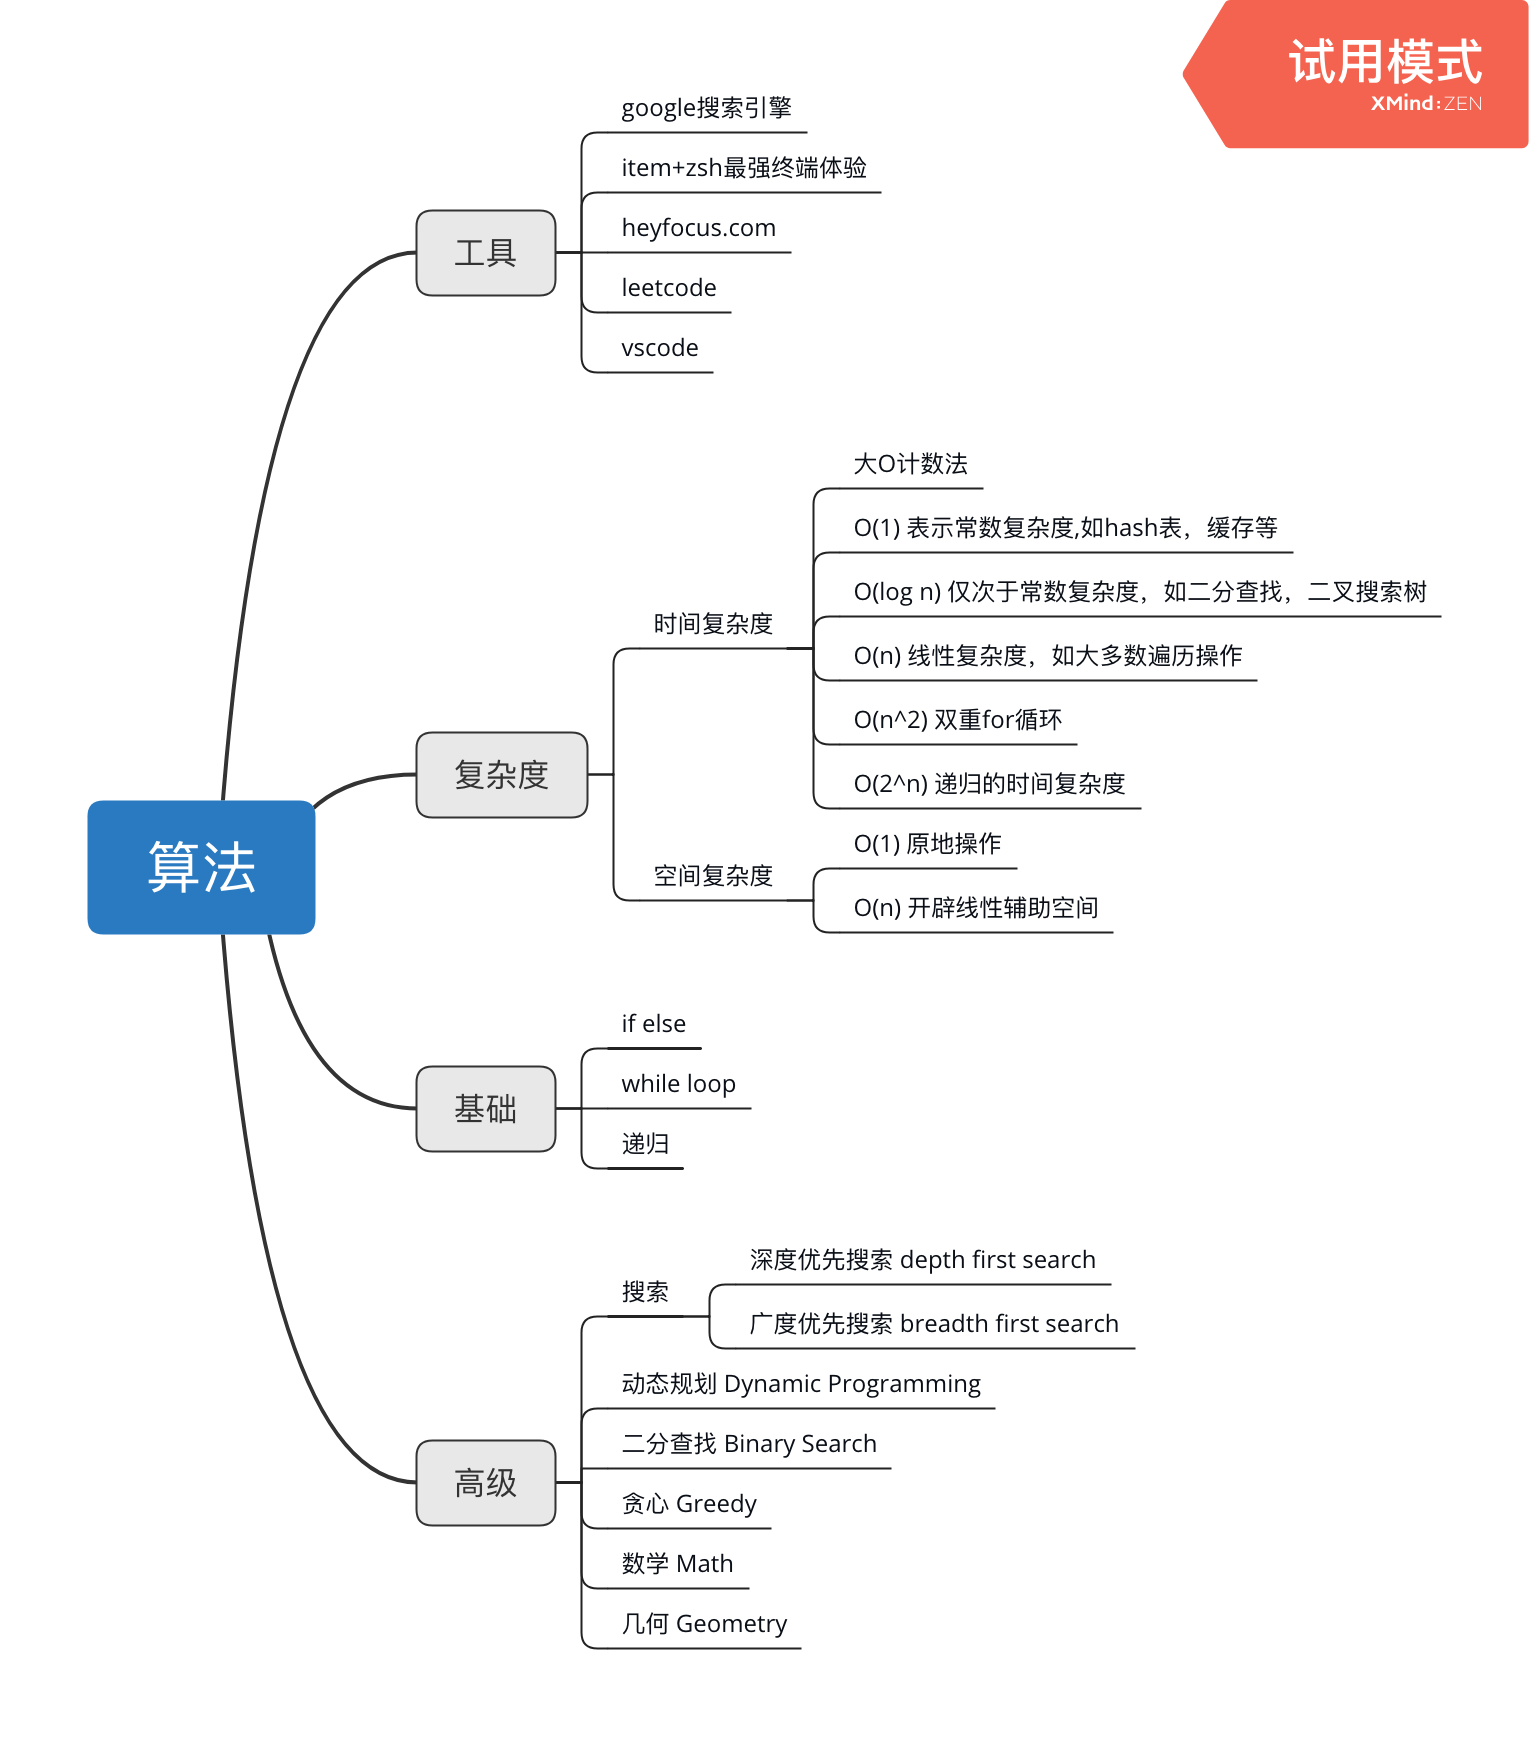 试用模式
XMind:ZEN
算法
工具
google搜索引擎
item+zsh最强终端体验
heyfocus.com
leetcode
vscode
复杂度
时间复杂度
大O计数法
O(1) 表示常数复杂度,如hash表，缓存等
O(log n) 仅次于常数复杂度，如二分查找，二叉搜索树
O(n) 线性复杂度，如大多数遍历操作
O(n^2) 双重for循环
O(2^n) 递归的时间复杂度
空间复杂度
O(1) 原地操作
O(n) 开辟线性辅助空间
基础
if else
while loop
递归
高级
搜索
深度优先搜索 depth first search
广度优先搜索 breadth first search
动态规划 Dynamic Programming
二分查找 Binary Search
贪心 Greedy
数学 Math
几何 Geometry